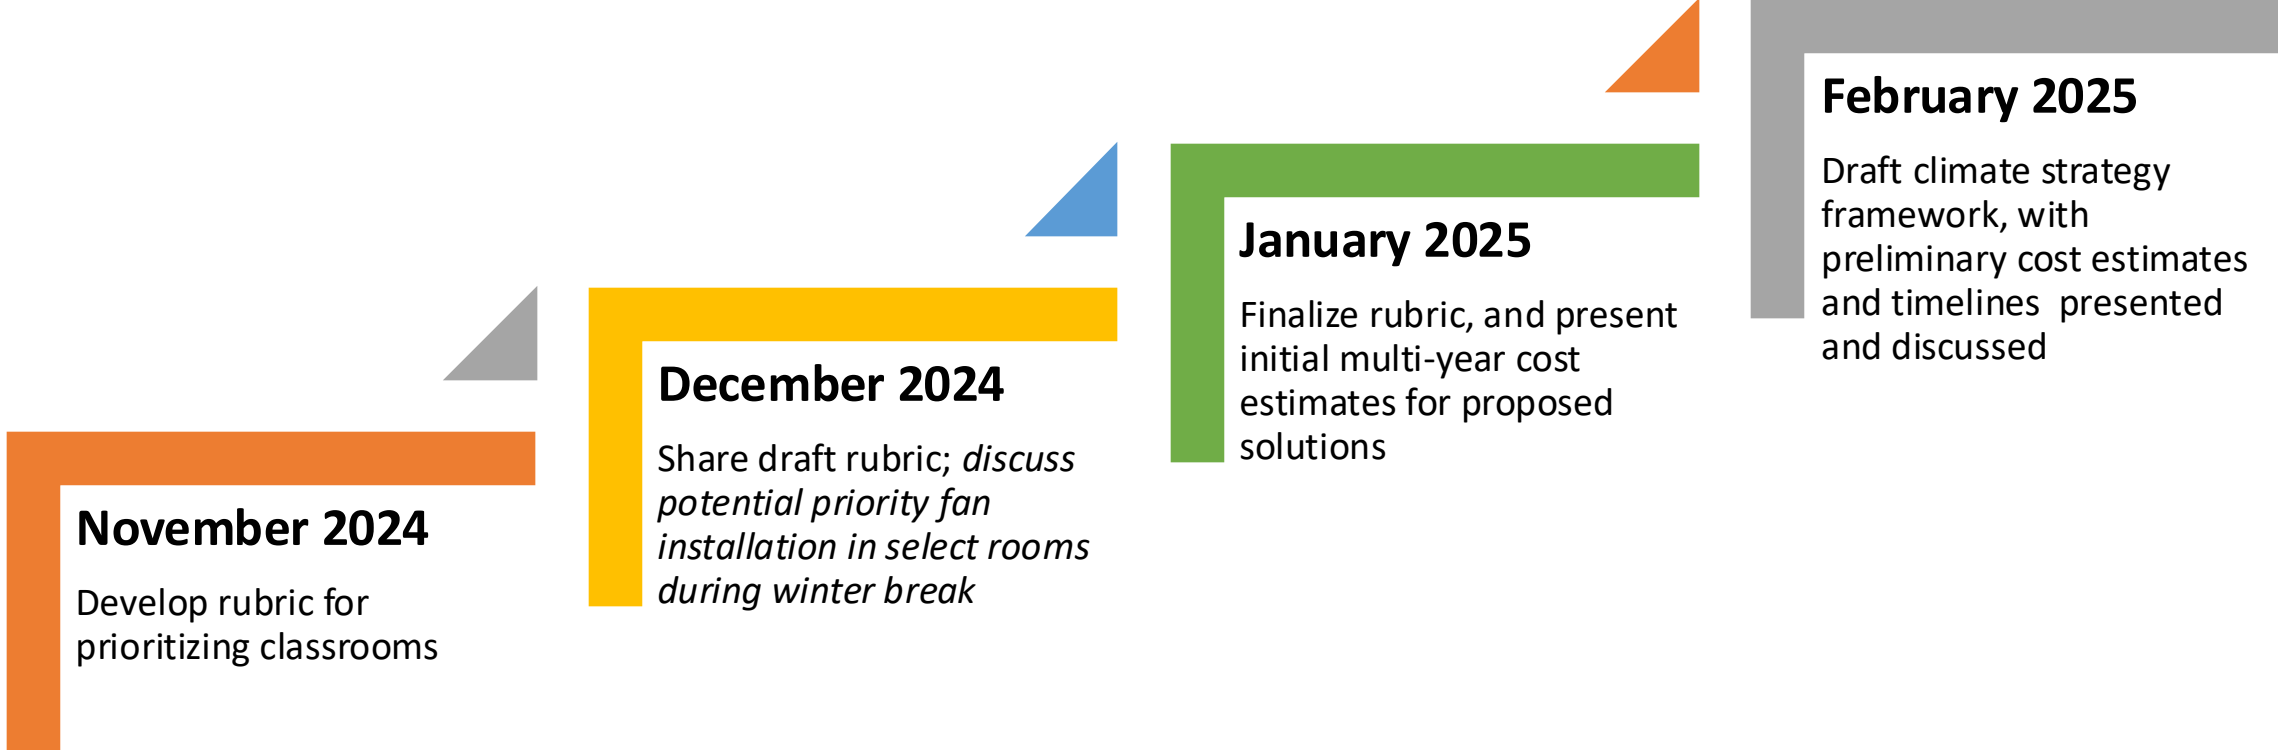 November 2024
Develop rubric for
prioritizing classrooms
December 2024
Share draft rubric; discuss
potential priority fan
installation in select rooms
during winter break
January 2025
Finalize rubric, and present
initial multi-year cost
estimates for proposed
solutions
February 2025
Draft climate strategy
framework, with
preliminary cost estimates
and timelines  presented
and discussed